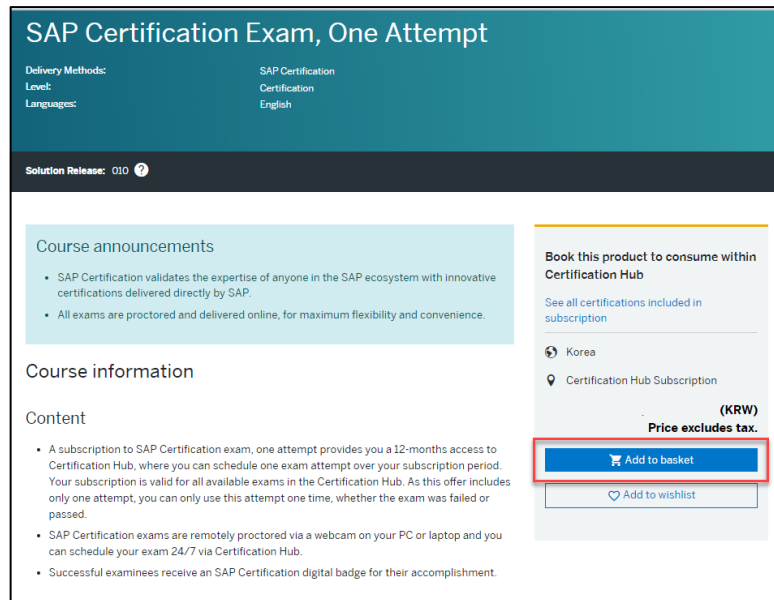 SAP Certification Exam, One Attempt
Delivery Methods: SAP Certification
Level: Certification
Languages: English
Solution Release: 010 ?
Course announcements
• SAP Certification validates the expertise of anyone in the SAP ecosystem with innovative
certifications delivered directly by SAP.
• All exams are proctored and delivered online, for maximum flexibility and convenience.
Course information
Content
• A subscription to SAP Certification exam, one attempt provides you a 12-months access to
Certification Hub, where you can schedule one exam attempt over your subscription period.
Your subscription is valid for all available exams in the Certification Hub. As this offer includes
only one attempt, you can only use this attempt one time, whether the exam was failed or
passed.
• SAP Certification exams are remotely proctored via a webcam on your PC or laptop and you
can schedule your exam 24/7 via Certification Hub.
• Successful examinees receive an SAP Certification digital badge for their accomplishment.
Book this product to consume within
Certification Hub
See all certifications included in
subscription
Korea
Certification Hub Subscription
(KRW)
Price excludes tax.
Add to basket
Add to wishlist